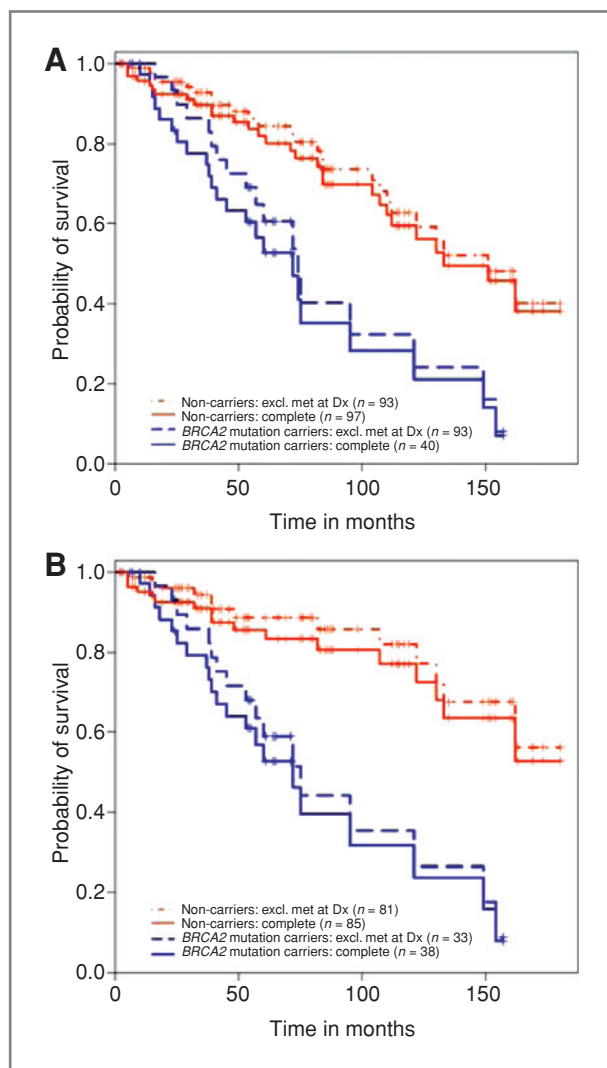 A
1.0
0.8
0.6
0.4
0.2
0.0
Probability of survival
Non-carriers: excl. met at Dx (n = 93)
Non-carriers: complete (n = 97)
BRCA2 mutation carriers: excl. met at Dx (n = 93)
BRCA2 mutation carriers: complete (n = 40)
0 50 100 150
Time in months
B
1.0
0.8
0.6
0.4
0.2
0.0
Probability of survival
Non-carriers: excl. met at Dx (n = 81)
Non-carriers: complete (n = 85)
BRCA2 mutation carriers: excl. met at Dx (n = 33)
BRCA2 mutation carriers: complete (n = 38)
0 50 100 150
Time in months